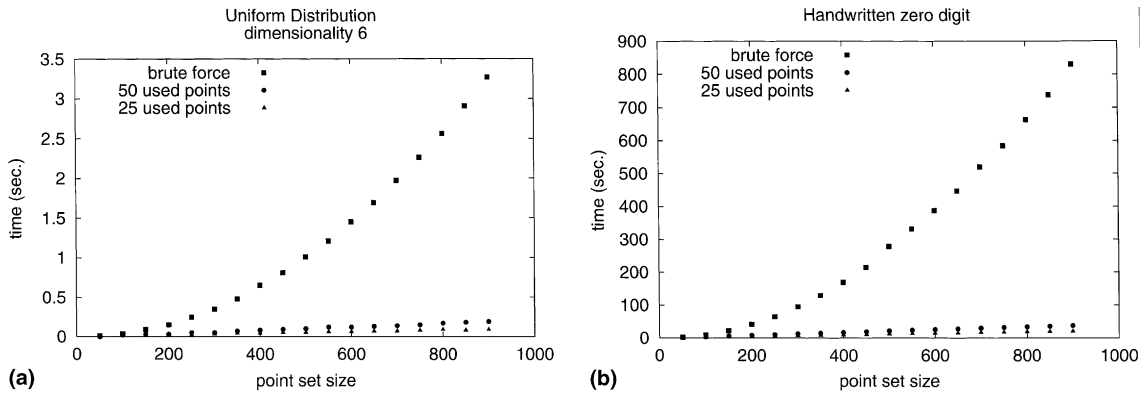 Uniform Distribution
dimensionality 6
3.5
3
2.5
2
1.5
1
0.5
0
time (sec.)
brute force
50 used points
25 used points
0 200 400 600 800 1000
point set size
(a)
Handwritten zero digit
900
800
700
600
500
400
300
200
100
0
time (sec.)
brute force
50 used points
25 used points
0 200 400 600 800 1000
point set size
(b)